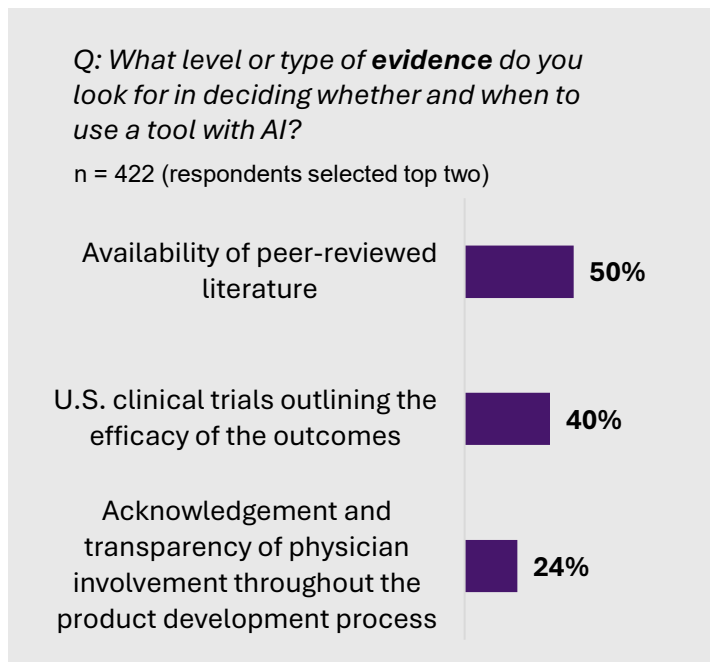 Q: What level or type of evidence do you
look for in deciding whether and when to
use a tool with AI?
n = 422 (respondents selected top two)
Availability of peer-reviewed
literature
50%
U.S. clinical trials outlining the
efficacy of the outcomes
40%
Acknowledgement and
transparency of physician
involvement throughout the
product development process
24%